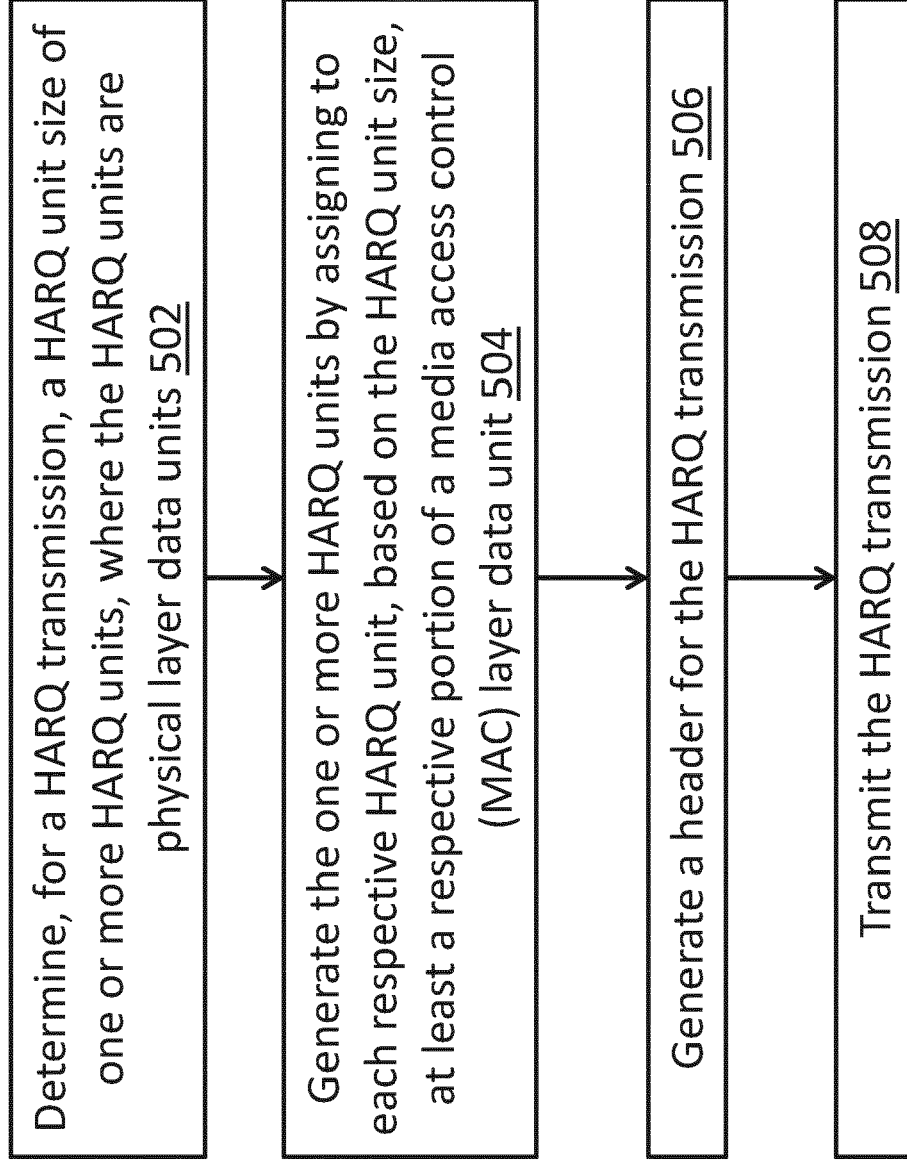 Determine, for a HARQ transmission, a HARQ unit size of
one or more HARQ units, where the HARQ units are
physical layer data units 502
Generate the one or more HARQ units by assigning to
each respective HARQ unit, based on the HARQ unit size,
at least a respective portion of a media access control
(MAC) layer data unit 504
Generate a header for the HARQ transmission 506
Transmit the HARQ transmission 508